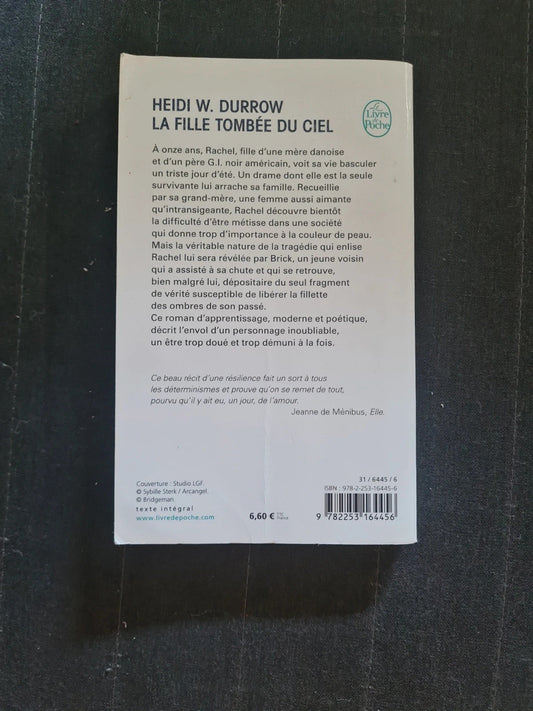 HEIDI W. DURROW
LA FILLE TOMBÉE DU CIEL
Le
Livre
de
Poche
À onze ans, Rachel, fille d'une mère danoise
et d'un père G.I. noir américain, voit sa vie basculer
un triste jour d'été. Un drame dont elle est la seule
survivante lui arrache sa famille. Recueillie
par sa grand-mère, une femme aussi aimante
qu'intransigeante, Rachel découvre bientôt
la difficulté d'être métisse dans une société
qui donne trop d'importance à la couleur de peau.
Mais la véritable nature de la tragédie qui enlise
Rachel lui sera révélée par Brick, un jeune voisin
qui a assisté à sa chute et qui se retrouve,
bien malgré lui, dépositaire du seul fragment
de vérité susceptible de libérer la fillette
des ombres de son passé.
Ce roman d'apprentissage, moderne et poétique,
décrit l'envol d'un personnage inoubliable,
un être trop doué et trop démuni à la fois.
Ce beau récit d'une résilience fait un sort à tous
les déterminismes et prouve qu'on se remet de tout,
pourvu qu'il y ait eu, un jour, de l'amour.
Jeanne de Ménibus, Elle.
Couverture : Studio LGF.
© Sybille Sterk / Arcangel.
© Bridgeman.
texte intégral
www.livredepoche.com
6,60 € TTC
France
31 / 6445 / 6
ISBN : 978-2-253-16445-6
9 782253 164456